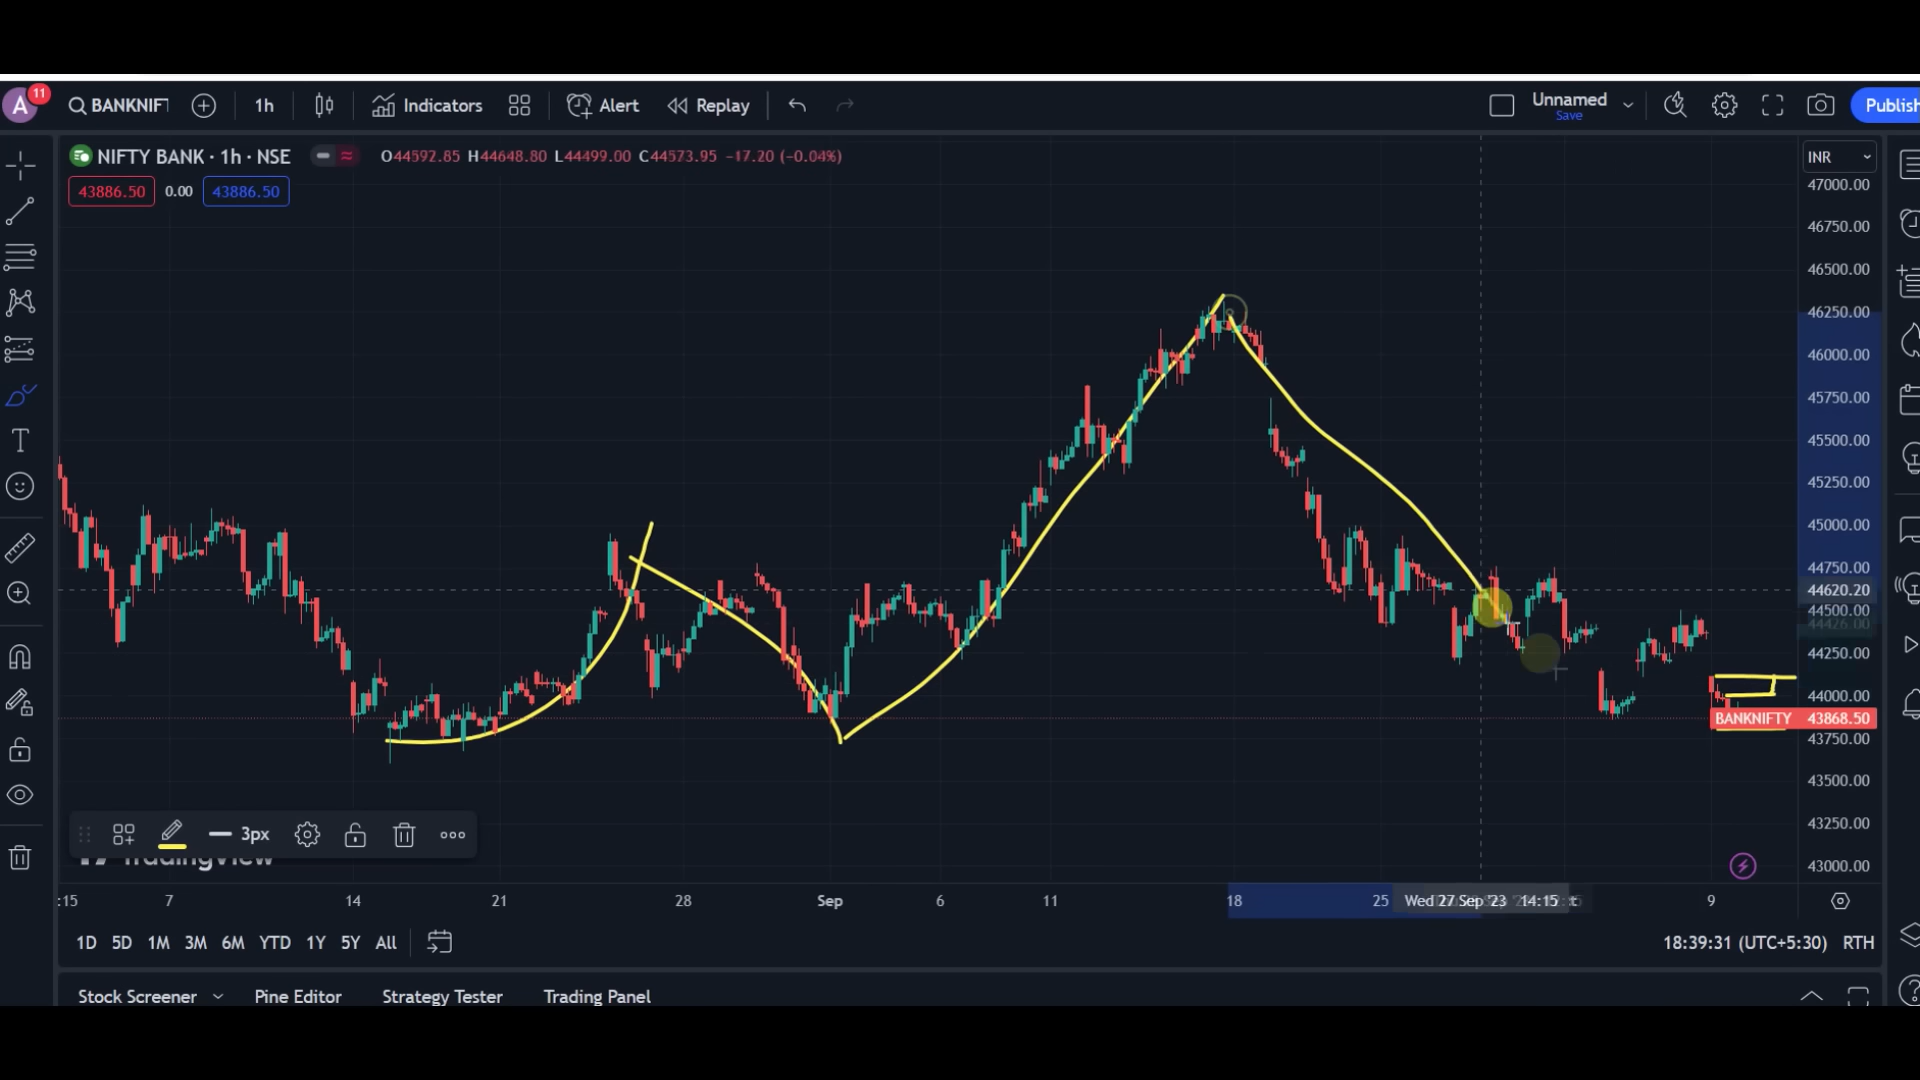 A 11 BANKNIFT 1h Indicators Alert Replay Unnamed Save Publish
NIFTY BANK · 1h · NSE O44592.85 H44648.80 L44499.00 C44573.95 −17.20 (−0.04%) INR
43886.50 0.00 43886.50
47000.00
46750.00
46500.00
46250.00
46000.00
45750.00
45500.00
45250.00
45000.00
44750.00
44620.20
44500.00
44426.00
44250.00
44000.00
BANKNIFTY 43868.50
43750.00
43500.00
43250.00
43000.00
3px
TradingView
:15 7 14 21 28 Sep 6 11 18 25 Wed 27 Sep '23 14:15 9
1D 5D 1M 3M 6M YTD 1Y 5Y All 18:39:31 (UTC+5:30) RTH
Stock Screener Pine Editor Strategy Tester Trading Panel